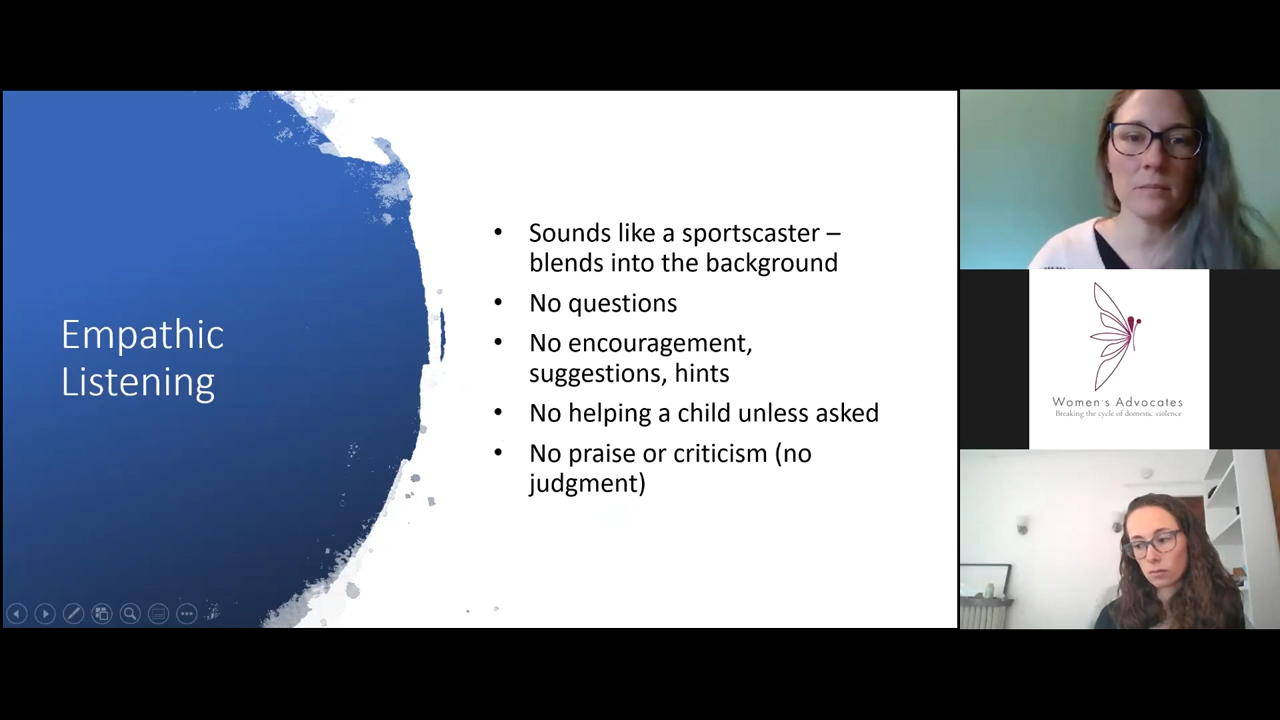 Empathic
Listening
• Sounds like a sportscaster –
blends into the background
• No questions
• No encouragement,
suggestions, hints
• No helping a child unless asked
• No praise or criticism (no
judgment)
Women's Advocates
Breaking the cycle of domestic violence